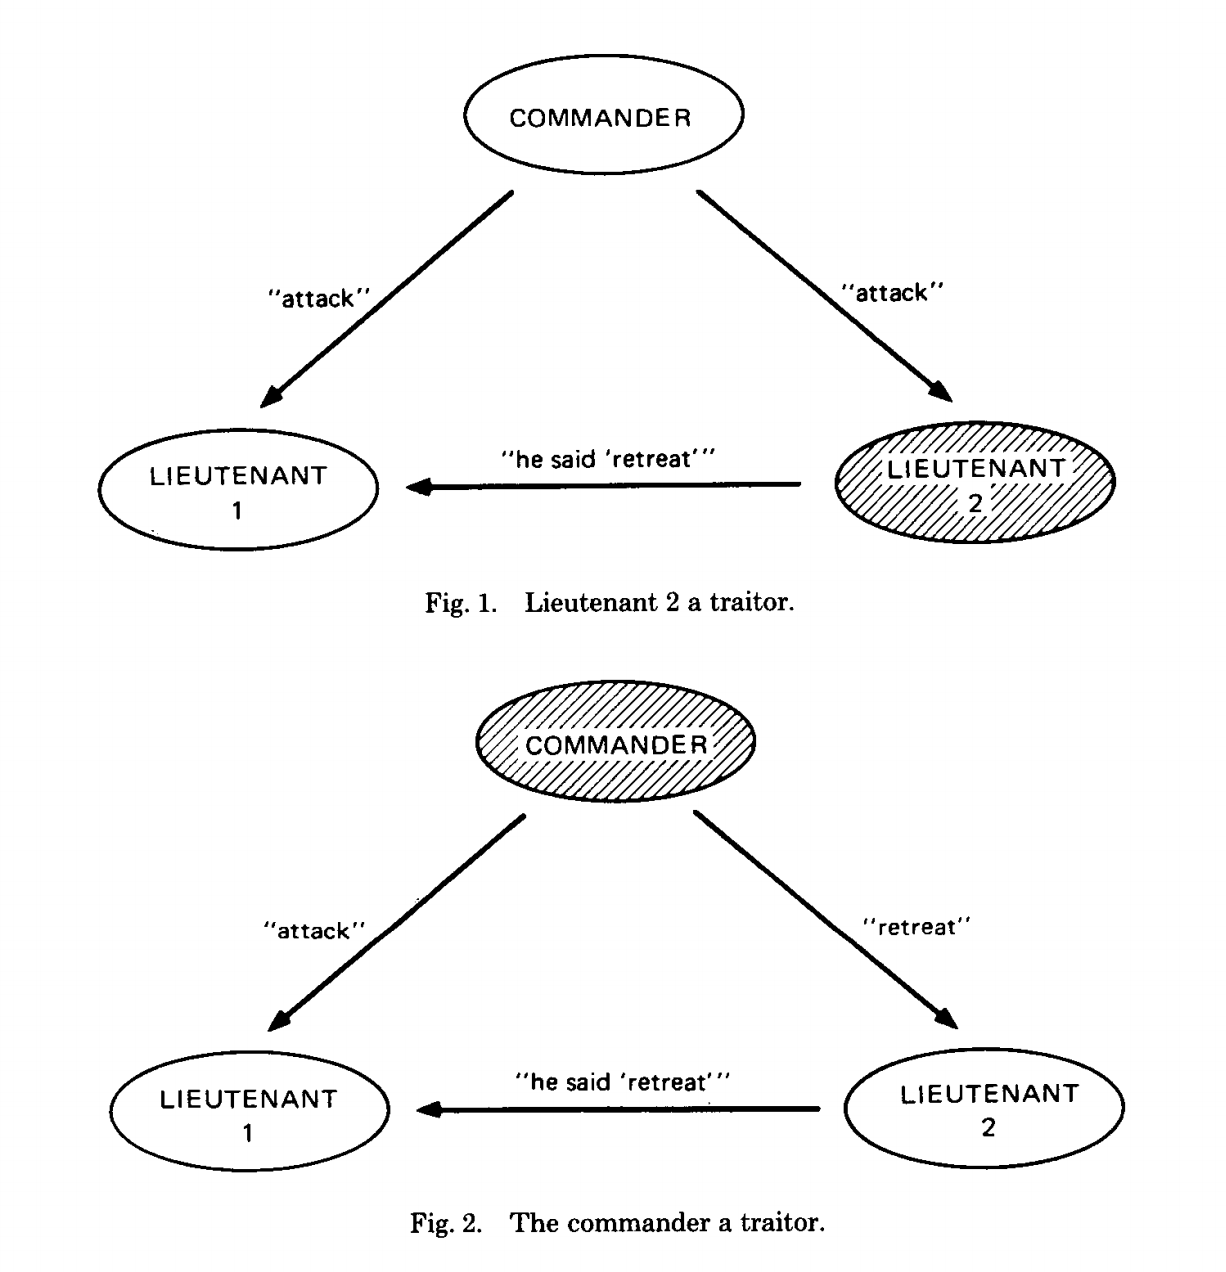 COMMANDER
"attack"
"attack"
"he said 'retreat'"
LIEUTENANT
1
LIEUTENANT
2
Fig. 1. Lieutenant 2 a traitor.
COMMANDER
"attack"
"retreat"
"he said 'retreat'"
LIEUTENANT
1
LIEUTENANT
2
Fig. 2. The commander a traitor.